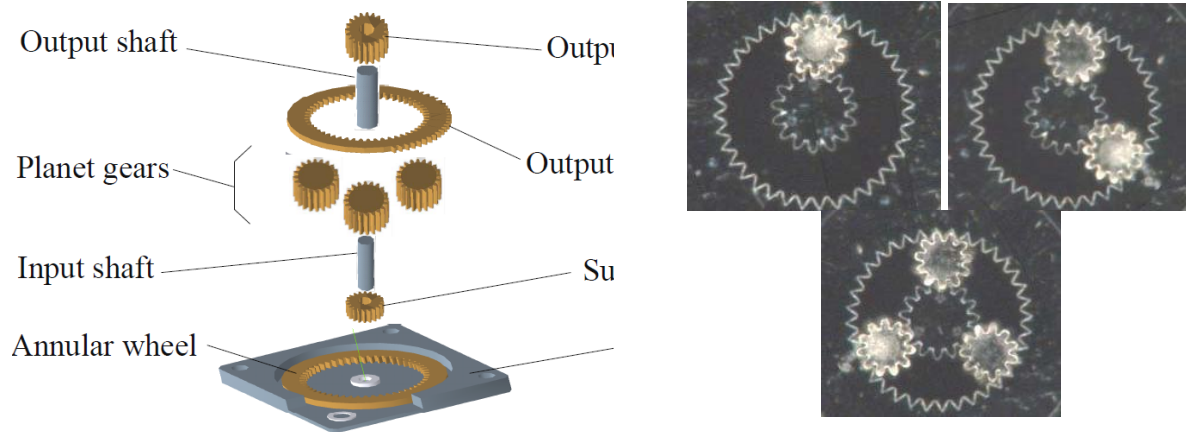 Output shaft
Outpu
Output
Planet gears
Input shaft
Su
Annular wheel